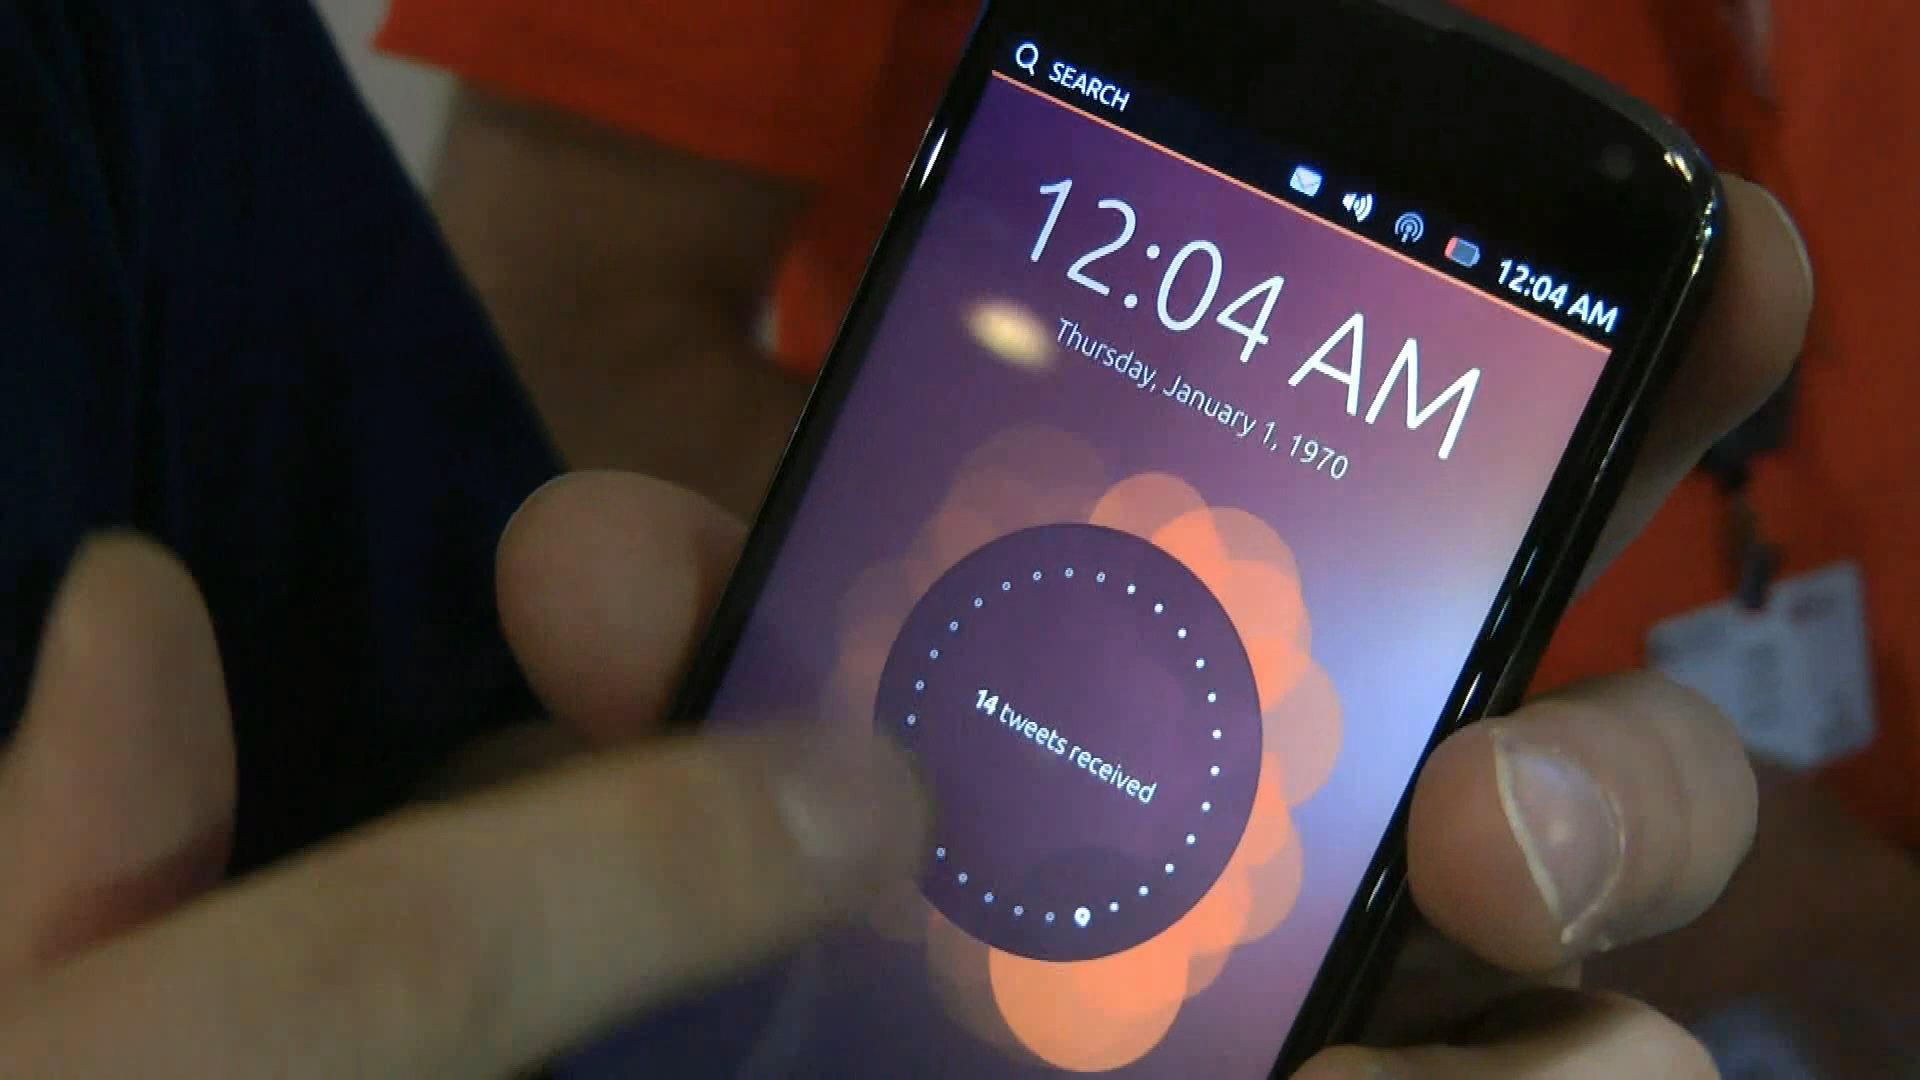 SEARCH
12:04 AM
12:04 AM
Thursday, January 1, 1970
14 tweets received